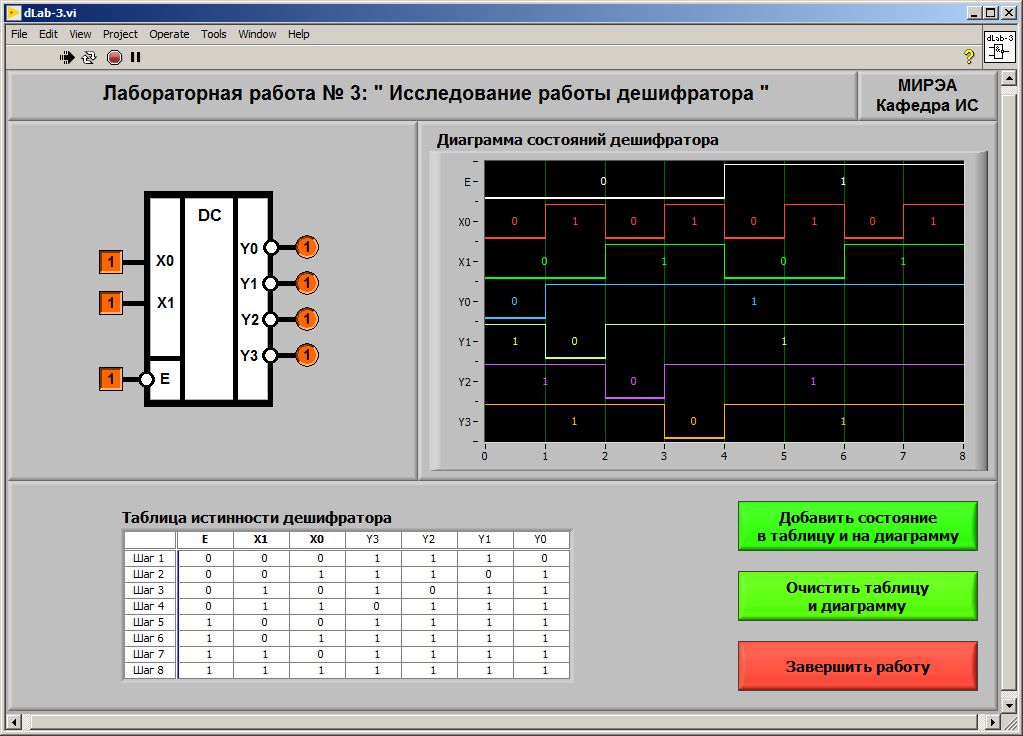 dLab-3.vi
File Edit View Project Operate Tools Window Help
?
dLab-3
&
Лабораторная работа № 3: " Исследование работы дешифратора "
МИРЭА
Кафедра ИС
DC
1 X0
1 X1
1 E
Y0 1
Y1 1
Y2 1
Y3 1
Диаграмма состояний дешифратора
E 0 1
X0 0 1 0 1 0 1 0 1
X1 0 1 0 1
Y0 0 1
Y1 1 0 1
Y2 1 0 1
Y3 1 0 1
0 1 2 3 4 5 6 7 8
Таблица истинности дешифратора
E X1 X0 Y3 Y2 Y1 Y0
Шаг 1 0 0 0 1 1 1 0
Шаг 2 0 0 1 1 1 0 1
Шаг 3 0 1 0 1 0 1 1
Шаг 4 0 1 1 0 1 1 1
Шаг 5 1 0 0 1 1 1 1
Шаг 6 1 0 1 1 1 1 1
Шаг 7 1 1 0 1 1 1 1
Шаг 8 1 1 1 1 1 1 1
Добавить состояние
в таблицу и на диаграмму
Очистить таблицу
и диаграмму
Завершить работу